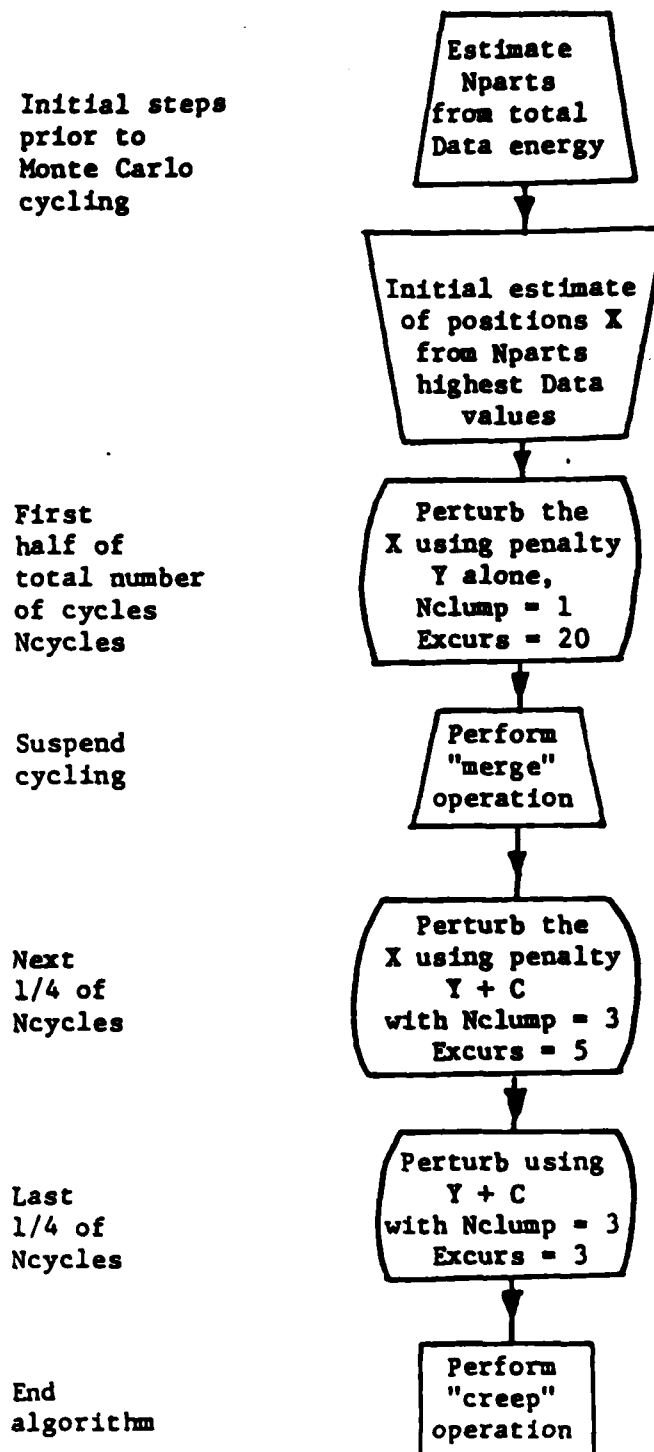 Initial steps
prior to
Monte Carlo
cycling
Estimate
Nparts
from total
Data energy
Initial estimate
of positions X
from Nparts
highest Data
values
First
half of
total number
of cycles
Ncycles
Perturb the
X using penalty
Y alone,
Nclump = 1
Excurs = 20
Suspend
cycling
Perform
"merge"
operation
Next
1/4 of
Ncycles
Perturb the
X using penalty
Y + C
with Nclump = 3
Excurs = 5
Last
1/4 of
Ncycles
Perturb using
Y + C
with Nclump = 3
Excurs = 3
End
algorithm
Perform
"creep"
operation